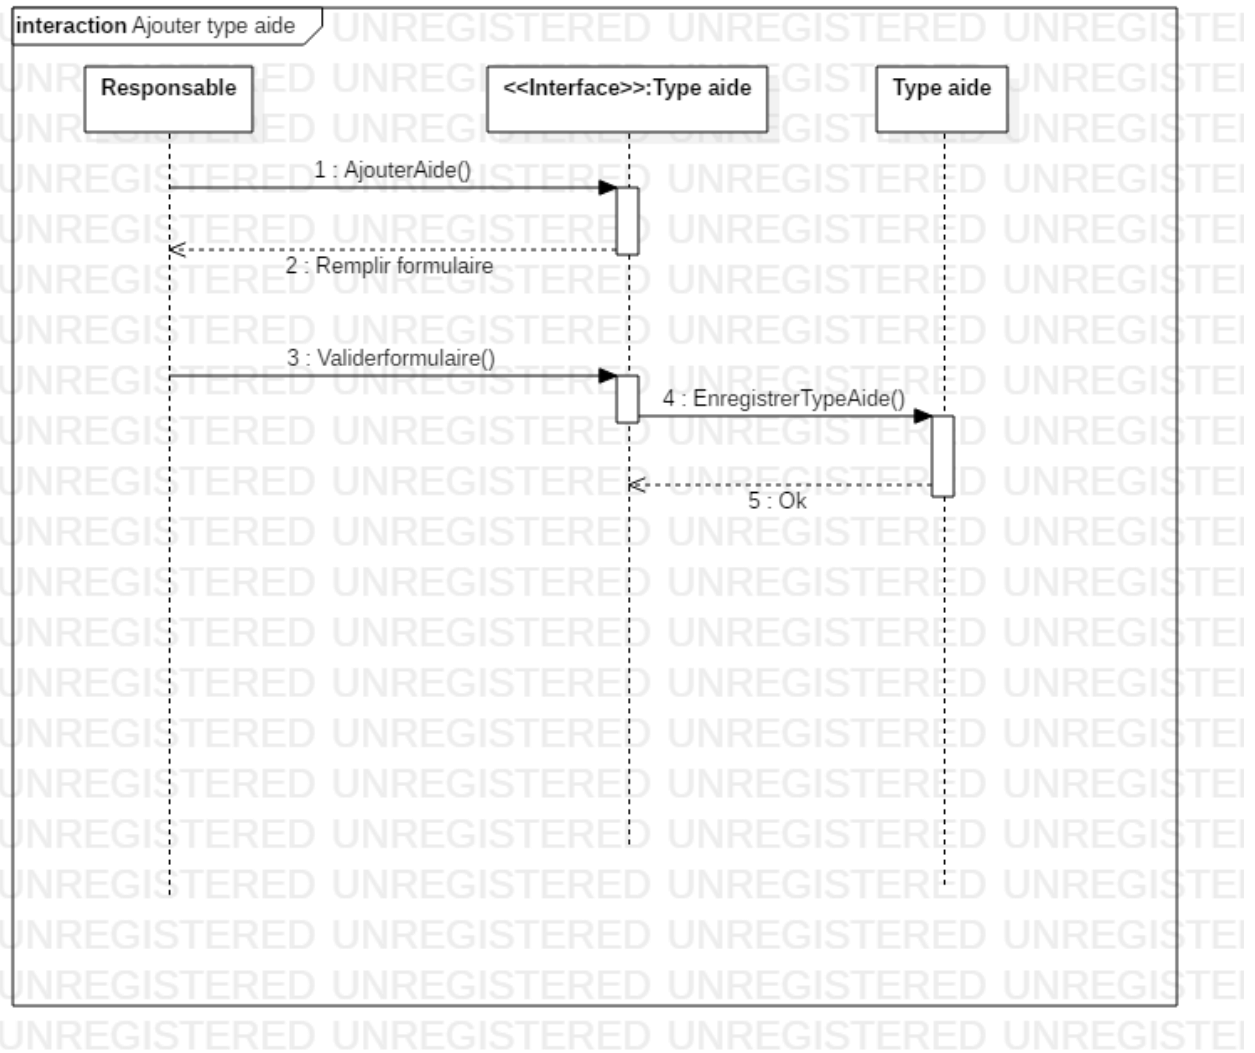 interaction Ajouter type aide
Responsable
<<Interface>>:Type aide
Type aide
1 : AjouterAide()
2 : Remplir formulaire
3 : Validerformulaire()
4 : EnregistrerTypeAide()
5 : Ok
UNREGISTERED UNREGISTERED UNREGISTERED